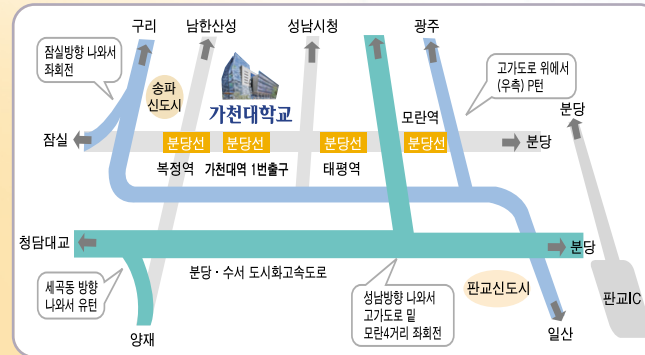 구리
남한산성
성남시청
광주
잠실방향 나와서
좌회전
송파
신도시
가천대학교
고가도로 위에서
(우측) P턴
모란역
분당
잠실
분당선
분당선
분당선
분당선
분당
복정역
가천대역 1번출구
태평역
청담대교
분당
분당 · 수서 도시화고속도로
세곡동 방향
나와서 유턴
성남방향 나와서
고가도로 밑
모란4거리 좌회전
판교신도시
판교IC
양재
일산